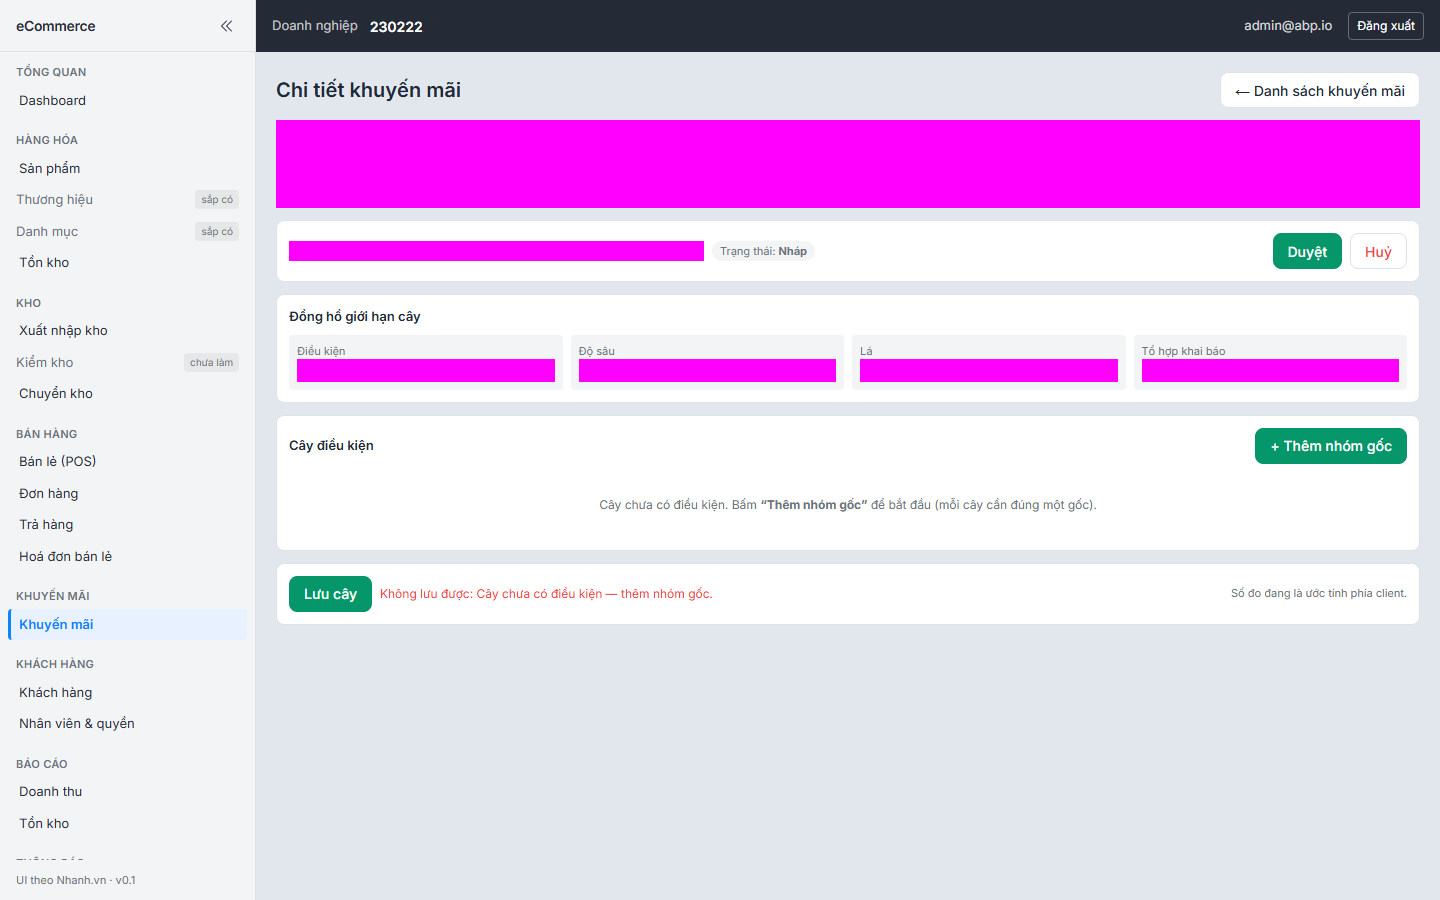 eCommerce
Doanh nghiệp 230222
admin@abp.io
Đăng xuất
TỔNG QUAN
Dashboard
HÀNG HÓA
Sản phẩm
Thương hiệu sắp có
Danh mục sắp có
Tồn kho
KHO
Xuất nhập kho
Kiểm kho chưa làm
Chuyển kho
BÁN HÀNG
Bán lẻ (POS)
Đơn hàng
Trả hàng
Hoá đơn bán lẻ
KHUYẾN MÃI
Khuyến mãi
KHÁCH HÀNG
Khách hàng
Nhân viên & quyền
BÁO CÁO
Doanh thu
Tồn kho
UI theo Nhanh.vn · v0.1
Chi tiết khuyến mãi
← Danh sách khuyến mãi
Trạng thái: Nháp
Duyệt
Huỷ
Đồng hồ giới hạn cây
Điều kiện
Độ sâu
Lá
Tổ hợp khai báo
Cây điều kiện
+ Thêm nhóm gốc
Cây chưa có điều kiện. Bấm “Thêm nhóm gốc” để bắt đầu (mỗi cây cần đúng một gốc).
Lưu cây
Không lưu được: Cây chưa có điều kiện — thêm nhóm gốc.
Số đo đang là ước tính phía client.